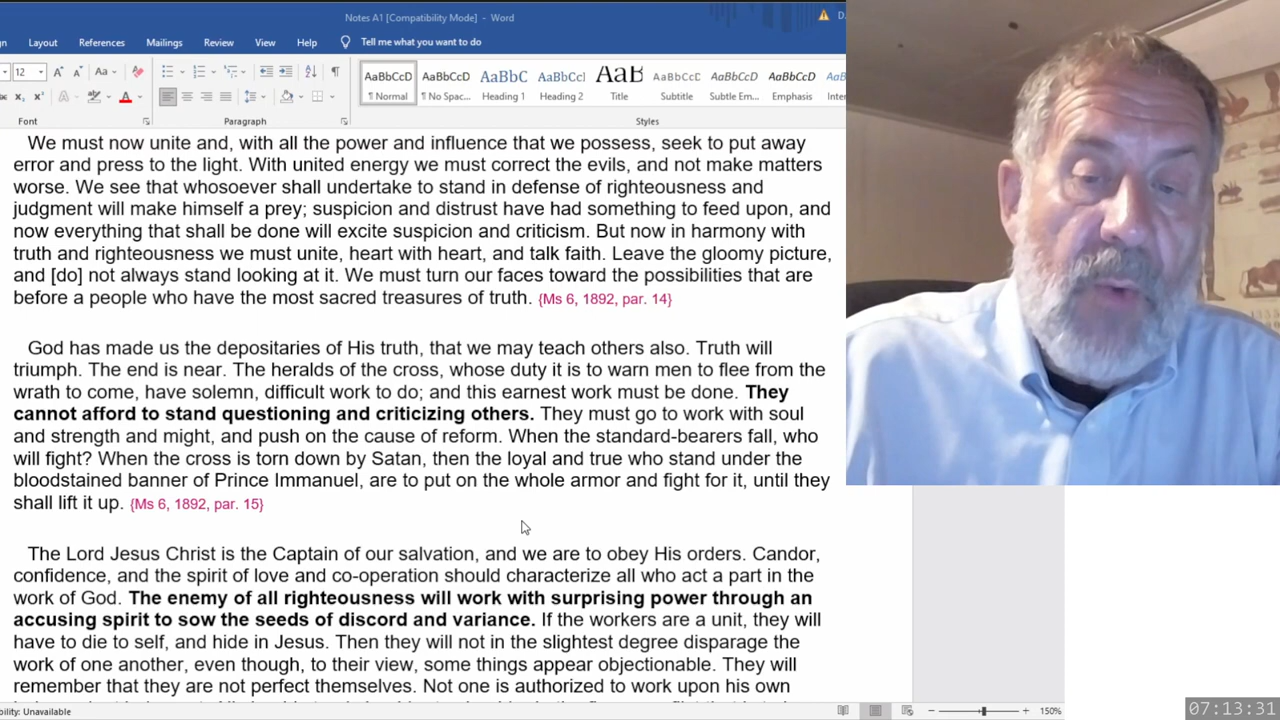 Notes A1 [Compatibility Mode] - Word
D.
gn Layout References Mailings Review View Help Tell me what you want to do
12
Aa
AaBbCcD AaBbCcD AaBbC AaBbCcI AaB AaBbCcD AaBbCcD AaBbCcD AaB
¶ Normal ¶ No Spac... Heading 1 Heading 2 Title Subtitle Subtle Em... Emphasis Inter
Font Paragraph Styles
We must now unite and, with all the power and influence that we possess, seek to put away
error and press to the light. With united energy we must correct the evils, and not make matters
worse. We see that whosoever shall undertake to stand in defense of righteousness and
judgment will make himself a prey; suspicion and distrust have had something to feed upon, and
now everything that shall be done will excite suspicion and criticism. But now in harmony with
truth and righteousness we must unite, heart with heart, and talk faith. Leave the gloomy picture,
and [do] not always stand looking at it. We must turn our faces toward the possibilities that are
before a people who have the most sacred treasures of truth. {Ms 6, 1892, par. 14}
God has made us the depositaries of His truth, that we may teach others also. Truth will
triumph. The end is near. The heralds of the cross, whose duty it is to warn men to flee from the
wrath to come, have solemn, difficult work to do; and this earnest work must be done. They
cannot afford to stand questioning and criticizing others. They must go to work with soul
and strength and might, and push on the cause of reform. When the standard-bearers fall, who
will fight? When the cross is torn down by Satan, then the loyal and true who stand under the
bloodstained banner of Prince Immanuel, are to put on the whole armor and fight for it, until they
shall lift it up. {Ms 6, 1892, par. 15}
The Lord Jesus Christ is the Captain of our salvation, and we are to obey His orders. Candor,
confidence, and the spirit of love and co-operation should characterize all who act a part in the
work of God. The enemy of all righteousness will work with surprising power through an
accusing spirit to sow the seeds of discord and variance. If the workers are a unit, they will
have to die to self, and hide in Jesus. Then they will not in the slightest degree disparage the
work of one another, even though, to their view, some things appear objectionable. They will
remember that they are not perfect themselves. Not one is authorized to work upon his own
bility: Unavailable
150%
07:13:31